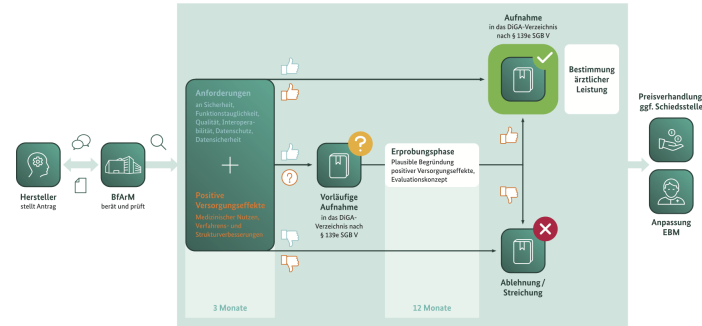 Aufnahme
in das DiGA-Verzeichnis
nach § 139e SGB V
Bestimmung
ärztlicher
Leistung
Preisverhandlung
ggf. Schiedsstelle
Anforderungen
an Sicherheit,
Funktionstauglichkeit,
Qualität, Interopera-
bilität, Datenschutz,
Datensicherheit
Positive
Versorgungseffekte
Medizinischer Nutzen,
Verfahrens- und
Strukturverbesserungen
?
?
Erprobungsphase
Plausible Begründung
positiver Versorgungseffekte,
Evaluationskonzept
Hersteller
stellt Antrag
BfArM
berät und prüft
Vorläufige
Aufnahme
in das DiGA-
Verzeichnis nach
§ 139e SGB V
Anpassung
EBM
Ablehnung /
Streichung
3 Monate
12 Monate